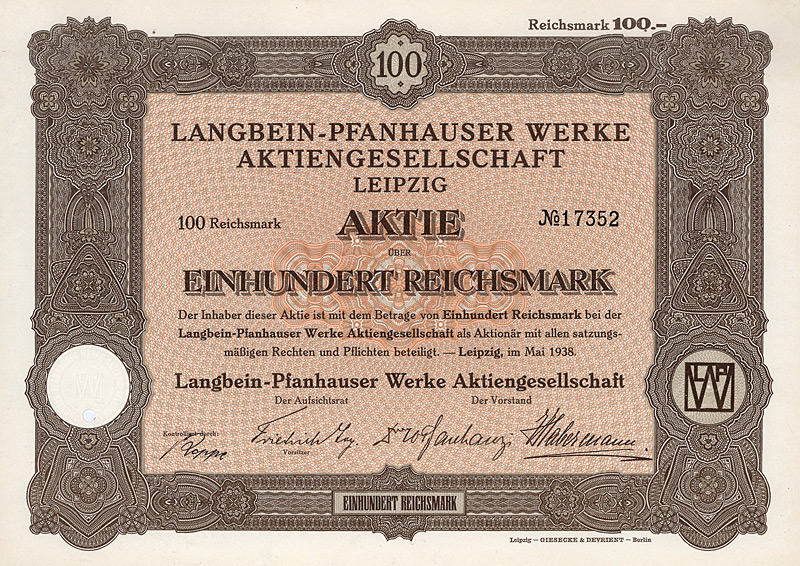 Reichsmark 100.–
100
LANGBEIN-PFANHAUSER WERKE
AKTIENGESELLSCHAFT
LEIPZIG
100 Reichsmark AKTIE №17352
ÜBER
EINHUNDERT REICHSMARK
Der Inhaber dieser Aktie ist mit dem Betrage von Einhundert Reichsmark bei der
Langbein-Pfanhauser Werke Aktiengesellschaft als Aktionär mit allen satzungs-
mäßigen Rechten und Pflichten beteiligt. — Leipzig, im Mai 1938.
Langbein-Pfanhauser Werke Aktiengesellschaft
Der Aufsichtsrat Der Vorstand
Kontrolliert durch:
Vorsitzer
Habermann
EINHUNDERT REICHSMARK
Leipzig — GIESECKE & DEVRIENT — Berlin